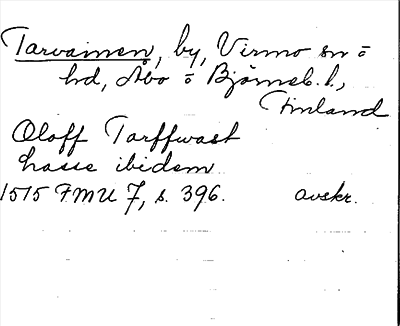 Tarvainen, by, Virmo sn o
hd, Åbo o Björneb. l.,
Finland
Oloff Tarffwast
Lasse ibidem
1515 FMU 7, s. 396. avskr.